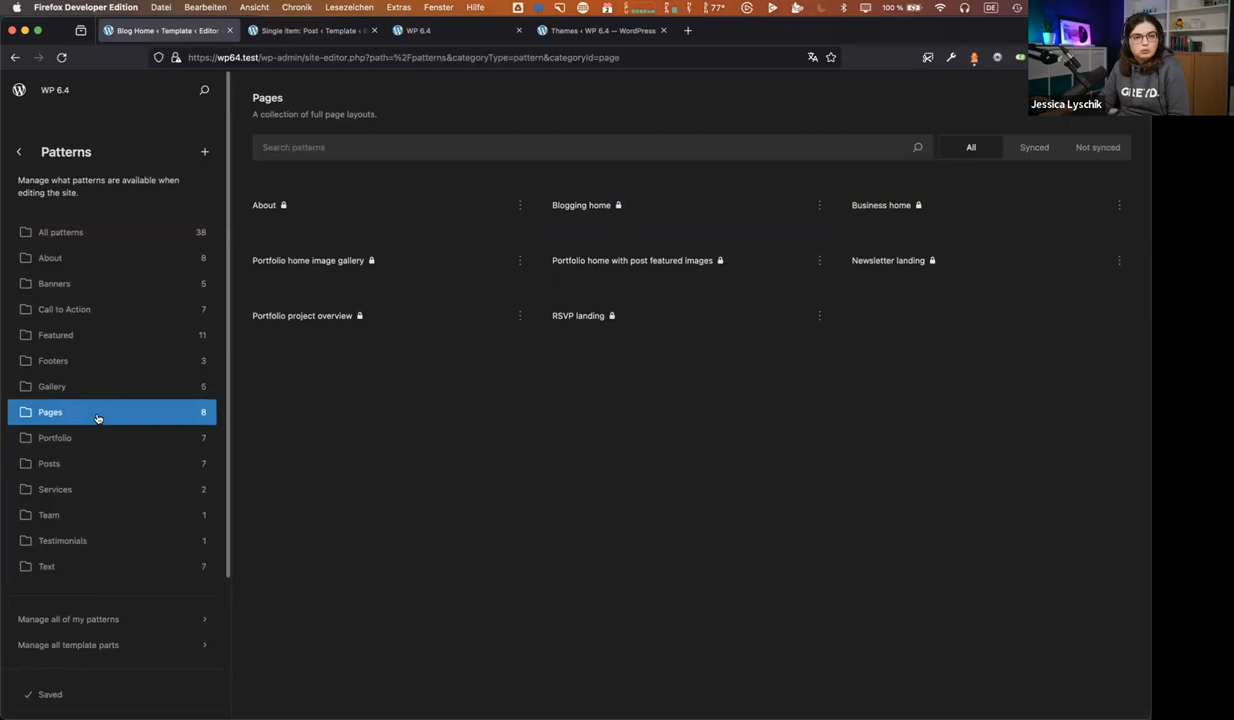 Firefox Developer Edition Datei Bearbeiten Ansicht Chronik Lesezeichen Extras Fenster Hilfe 77° 100 % DE
Blog Home ‹ Template ‹ Editor
Single item: Post ‹ Template ‹ E
WP 6.4
Themes ‹ WP 6.4 — WordPress
https://wp64.test/wp-admin/site-editor.php?path=%2Fpatterns&categoryType=pattern&categoryId=page
GREYD.
Jessica Lyschik
WP 6.4
Patterns
Manage what patterns are available when
editing the site.
All patterns 38
About 8
Banners 5
Call to Action 7
Featured 11
Footers 3
Gallery 5
Pages 8
Portfolio 7
Posts 7
Services 2
Team 1
Testimonials 1
Text 7
Manage all of my patterns
Manage all template parts
Saved
Pages
A collection of full page layouts.
Search patterns
All Synced Not synced
About Blogging home Business home
Portfolio home image gallery Portfolio home with post featured images Newsletter landing
Portfolio project overview RSVP landing